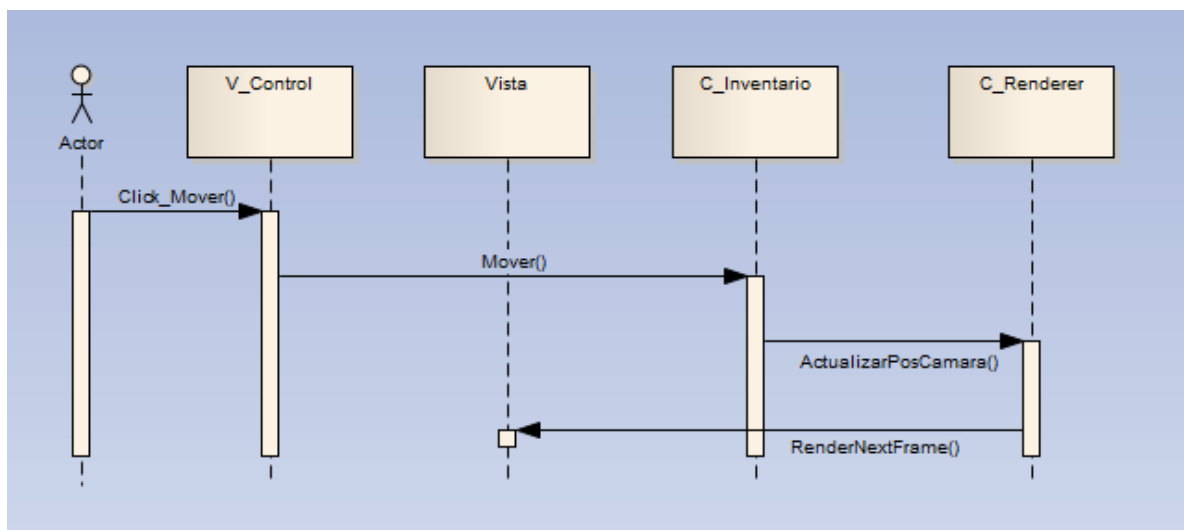 V_Control
Vista
C_Inventario
C_Renderer
Actor
Click_Mover()
Mover()
ActualizarPosCamara()
RenderNextFrame()